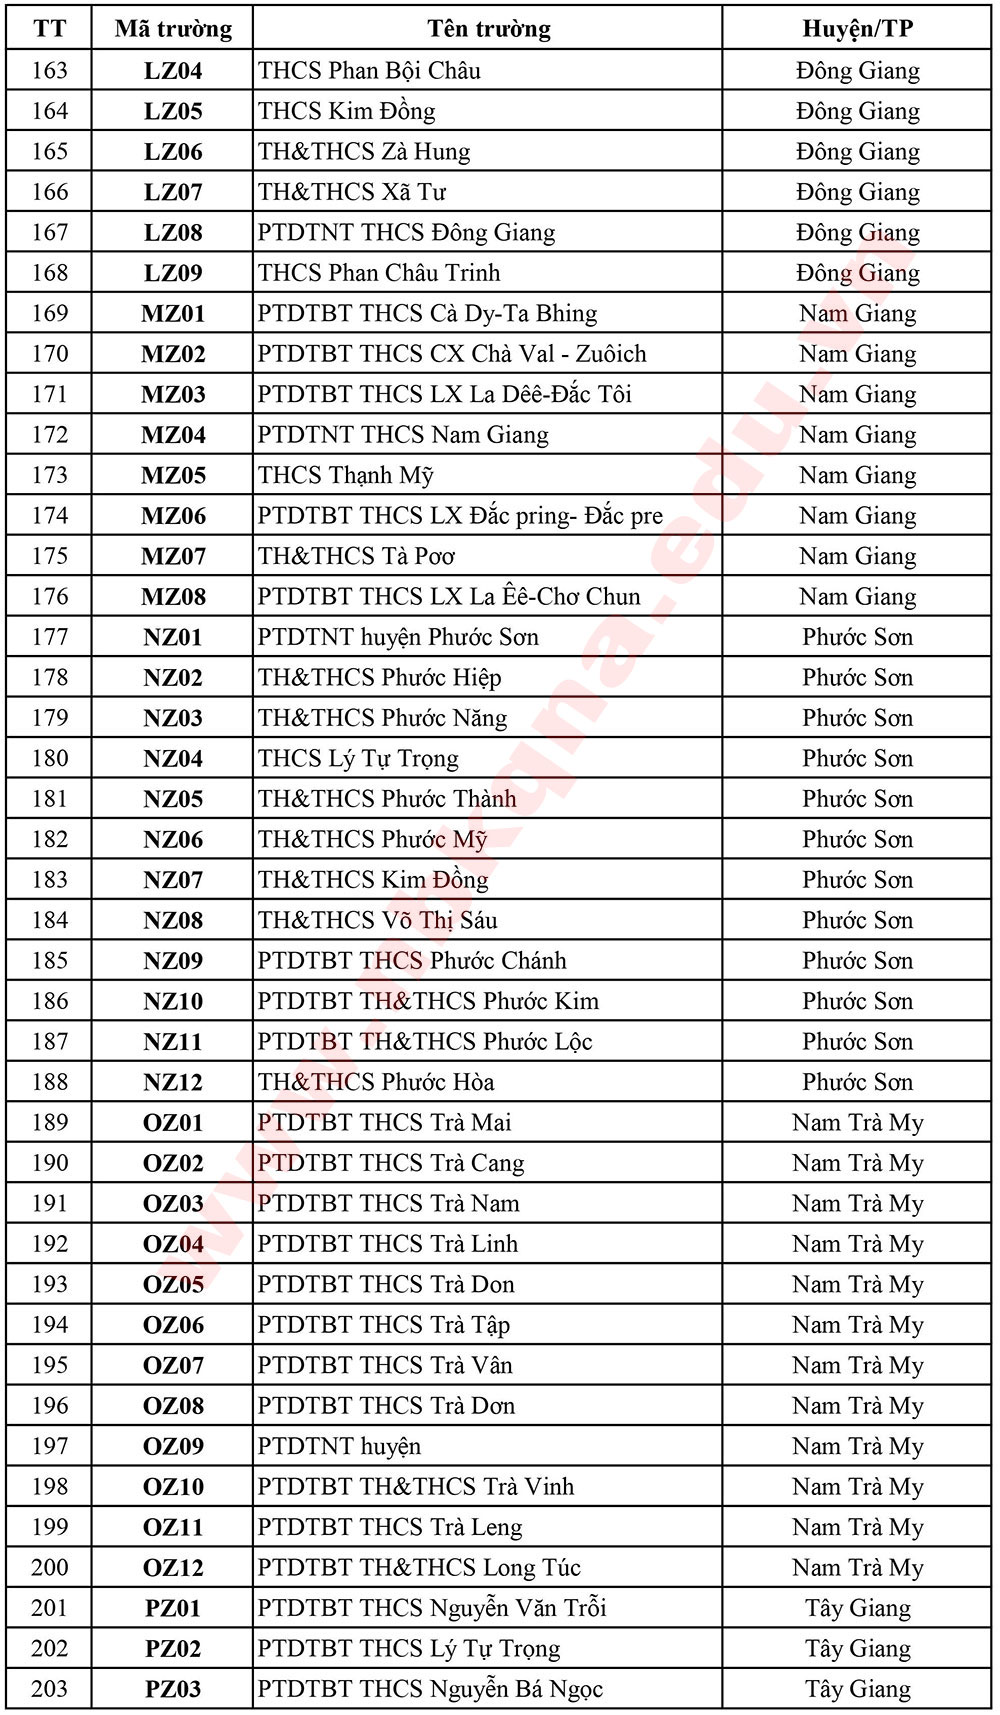 TT Mã trường Tên trường Huyện/TP
163 LZ04 THCS Phan Bội Châu Đông Giang
164 LZ05 THCS Kim Đồng Đông Giang
165 LZ06 TH&THCS Zà Hung Đông Giang
166 LZ07 TH&THCS Xã Tư Đông Giang
167 LZ08 PTDTNT THCS Đông Giang Đông Giang
168 LZ09 THCS Phan Châu Trinh Đông Giang
169 MZ01 PTDTBT THCS Cà Dy-Ta Bhing Nam Giang
170 MZ02 PTDTBT THCS CX Chà Val - Zuôich Nam Giang
171 MZ03 PTDTBT THCS LX La Dêê-Đắc Tôi Nam Giang
172 MZ04 PTDTNT THCS Nam Giang Nam Giang
173 MZ05 THCS Thạnh Mỹ Nam Giang
174 MZ06 PTDTBT THCS LX Đắc pring- Đắc pre Nam Giang
175 MZ07 TH&THCS Tà Pơơ Nam Giang
176 MZ08 PTDTBT THCS LX La Êê-Chơ Chun Nam Giang
177 NZ01 PTDTNT huyện Phước Sơn Phước Sơn
178 NZ02 TH&THCS Phước Hiệp Phước Sơn
179 NZ03 TH&THCS Phước Năng Phước Sơn
180 NZ04 THCS Lý Tự Trọng Phước Sơn
181 NZ05 TH&THCS Phước Thành Phước Sơn
182 NZ06 TH&THCS Phước Mỹ Phước Sơn
183 NZ07 TH&THCS Kim Đồng Phước Sơn
184 NZ08 TH&THCS Võ Thị Sáu Phước Sơn
185 NZ09 PTDTBT THCS Phước Chánh Phước Sơn
186 NZ10 PTDTBT TH&THCS Phước Kim Phước Sơn
187 NZ11 PTDTBT TH&THCS Phước Lộc Phước Sơn
188 NZ12 TH&THCS Phước Hòa Phước Sơn
189 OZ01 PTDTBT THCS Trà Mai Nam Trà My
190 OZ02 PTDTBT THCS Trà Cang Nam Trà My
191 OZ03 PTDTBT THCS Trà Nam Nam Trà My
192 OZ04 PTDTBT THCS Trà Linh Nam Trà My
193 OZ05 PTDTBT THCS Trà Don Nam Trà My
194 OZ06 PTDTBT THCS Trà Tập Nam Trà My
195 OZ07 PTDTBT THCS Trà Vân Nam Trà My
196 OZ08 PTDTBT THCS Trà Dơn Nam Trà My
197 OZ09 PTDTNT huyện Nam Trà My
198 OZ10 PTDTBT TH&THCS Trà Vinh Nam Trà My
199 OZ11 PTDTBT THCS Trà Leng Nam Trà My
200 OZ12 PTDTBT TH&THCS Long Túc Nam Trà My
201 PZ01 PTDTBT THCS Nguyễn Văn Trỗi Tây Giang
202 PZ02 PTDTBT THCS Lý Tự Trọng Tây Giang
203 PZ03 PTDTBT THCS Nguyễn Bá Ngọc Tây Giang
www.nbkqna.edu.vn